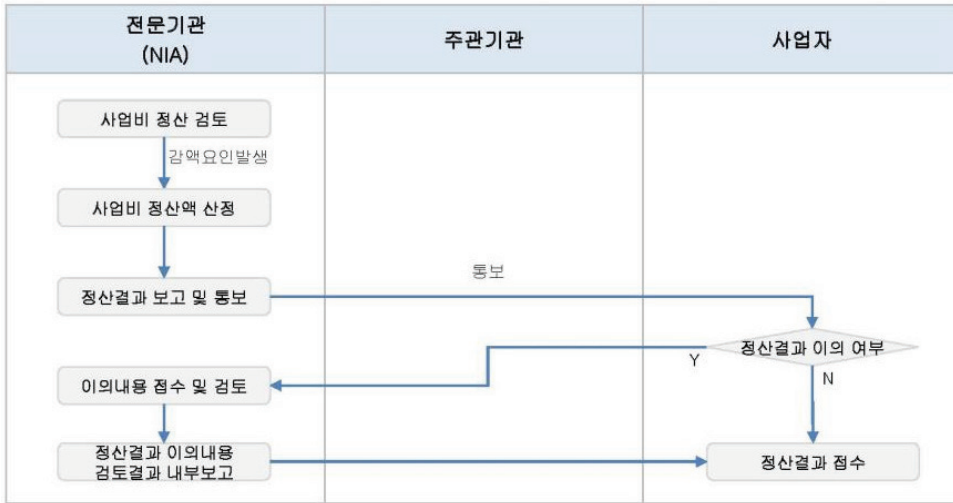 전문기관
(NIA)
주관기관
사업자
사업비 정산 검토
감액요인발생
사업비 정산액 산정
통보
정산결과 보고 및 통보
정산결과 이의 여부
Y
N
이의내용 접수 및 검토
정산결과 이의내용
검토결과 내부보고
정산결과 접수